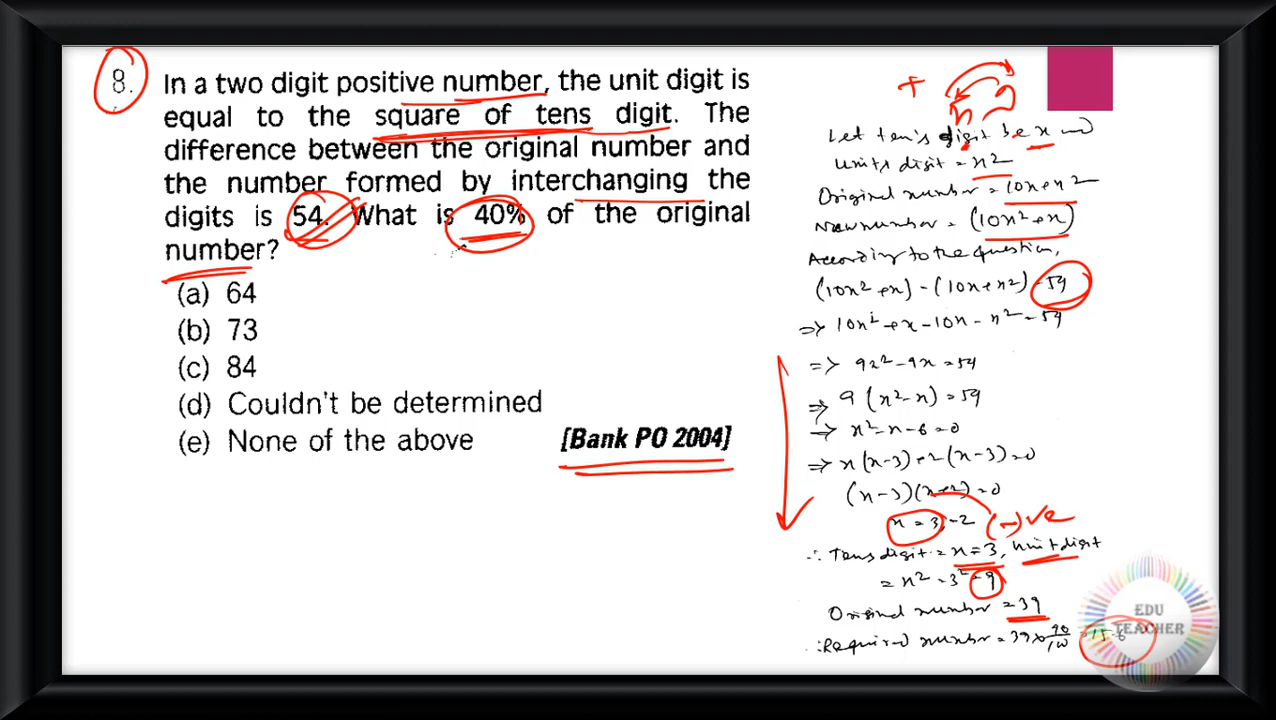 8. In a two digit positive number, the unit digit is
equal to the square of tens digit. The
difference between the original number and
the number formed by interchanging the
digits is 54. What is 40% of the original
number?
(a) 64
(b) 73
(c) 84
(d) Couldn't be determined
(e) None of the above
[Bank PO 2004]
+
Let ten's digit be x and
Units digit = x2
Original number = 10x+x2
New number = (10x2+x)
According to the question,
(10x2+x) - (10x+x2) = 54
=> 10x2+x-10x-x2=54
=> 9x2-9x=54
=> 9(x2-x)=54
=> x2-x-6=0
=> x(x-3)+2(x-3)=0
(x-3)(x+2)=0
x=3,-2 (-)ve
∴ Tens digit = x=3, Unit digit
= x2 = 32 = 9
Original number = 39
∴ Required number = 39×40/100 = 15.6
EDU
TEACHER